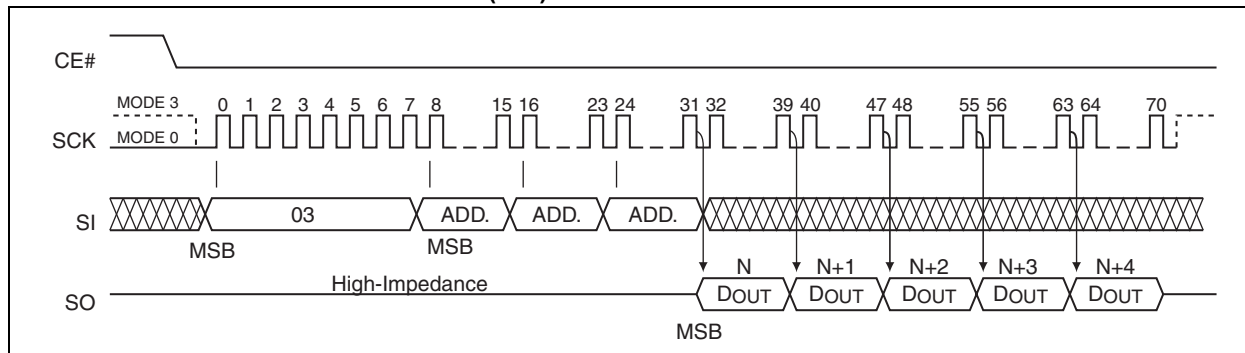 CE#
MODE 3
0 1 2 3 4 5 6 7 8 15 16 23 24 31 32 39 40 47 48 55 56 63 64 70
SCK MODE 0
SI 03 ADD. ADD. ADD.
MSB MSB
N N+1 N+2 N+3 N+4
High-Impedance
SO DOUT DOUT DOUT DOUT DOUT
MSB